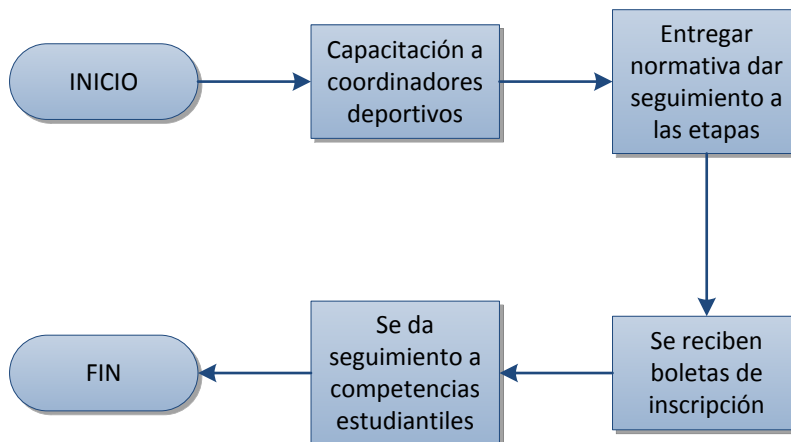 INICIO
Capacitación a
coordinadores
deportivos
Entregar
normativa dar
seguimiento a
las etapas
Se reciben
boletas de
inscripción
Se da
seguimiento a
competencias
estudiantiles
FIN